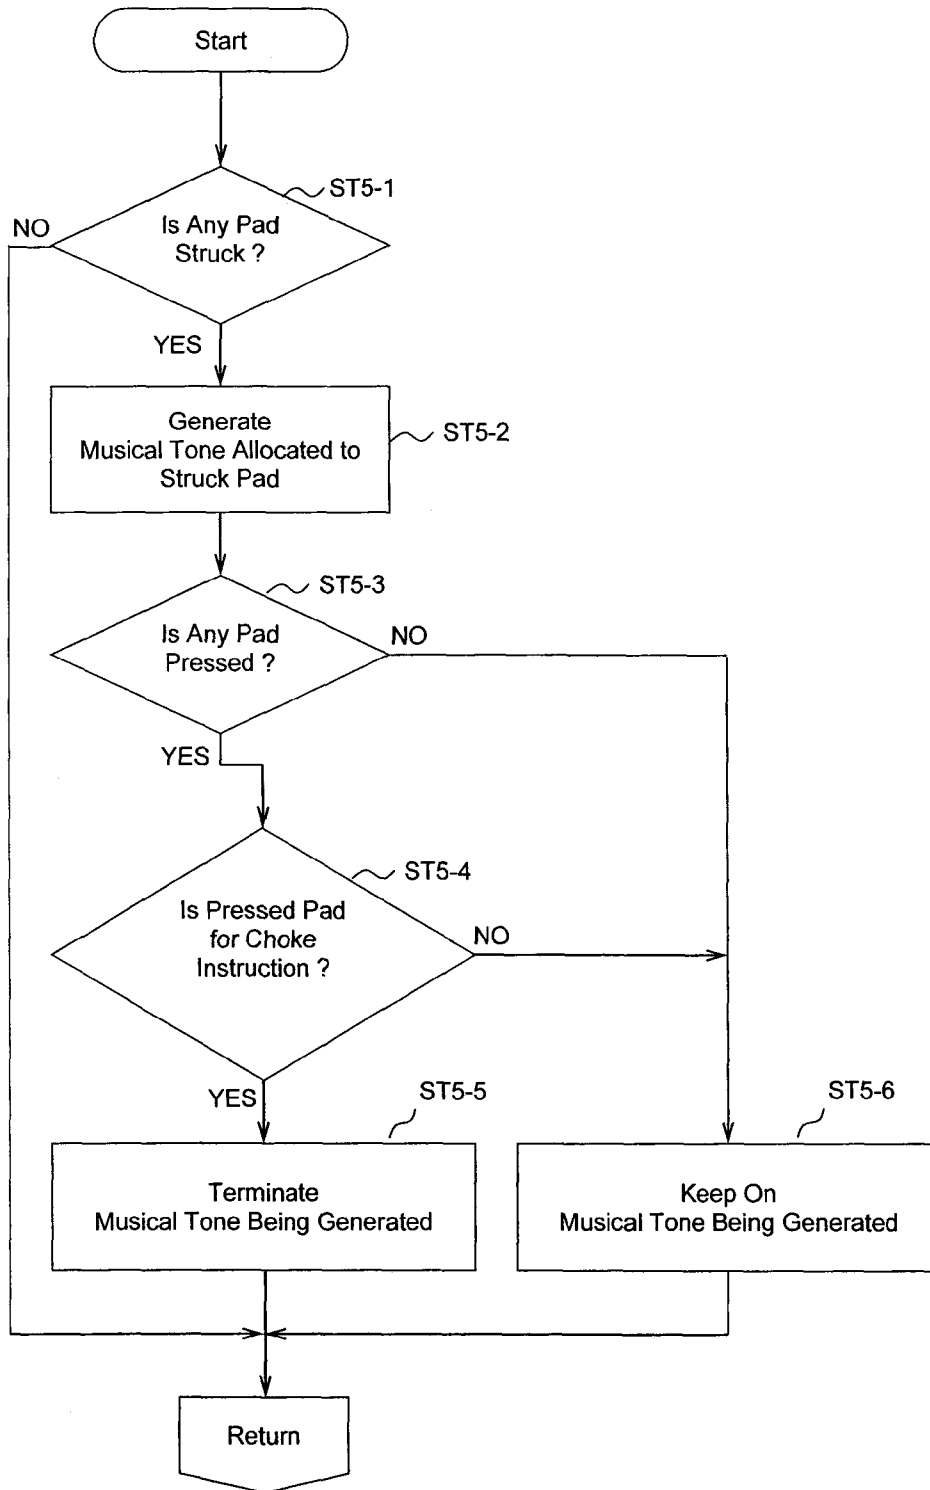 Start
ST5-1
NO
Is Any Pad
Struck ?
YES
Generate
Musical Tone Allocated to
Struck Pad
ST5-2
ST5-3
Is Any Pad
Pressed ?
NO
YES
ST5-4
Is Pressed Pad
for Choke
Instruction ?
NO
YES
ST5-5
ST5-6
Terminate
Musical Tone Being Generated
Keep On
Musical Tone Being Generated
Return